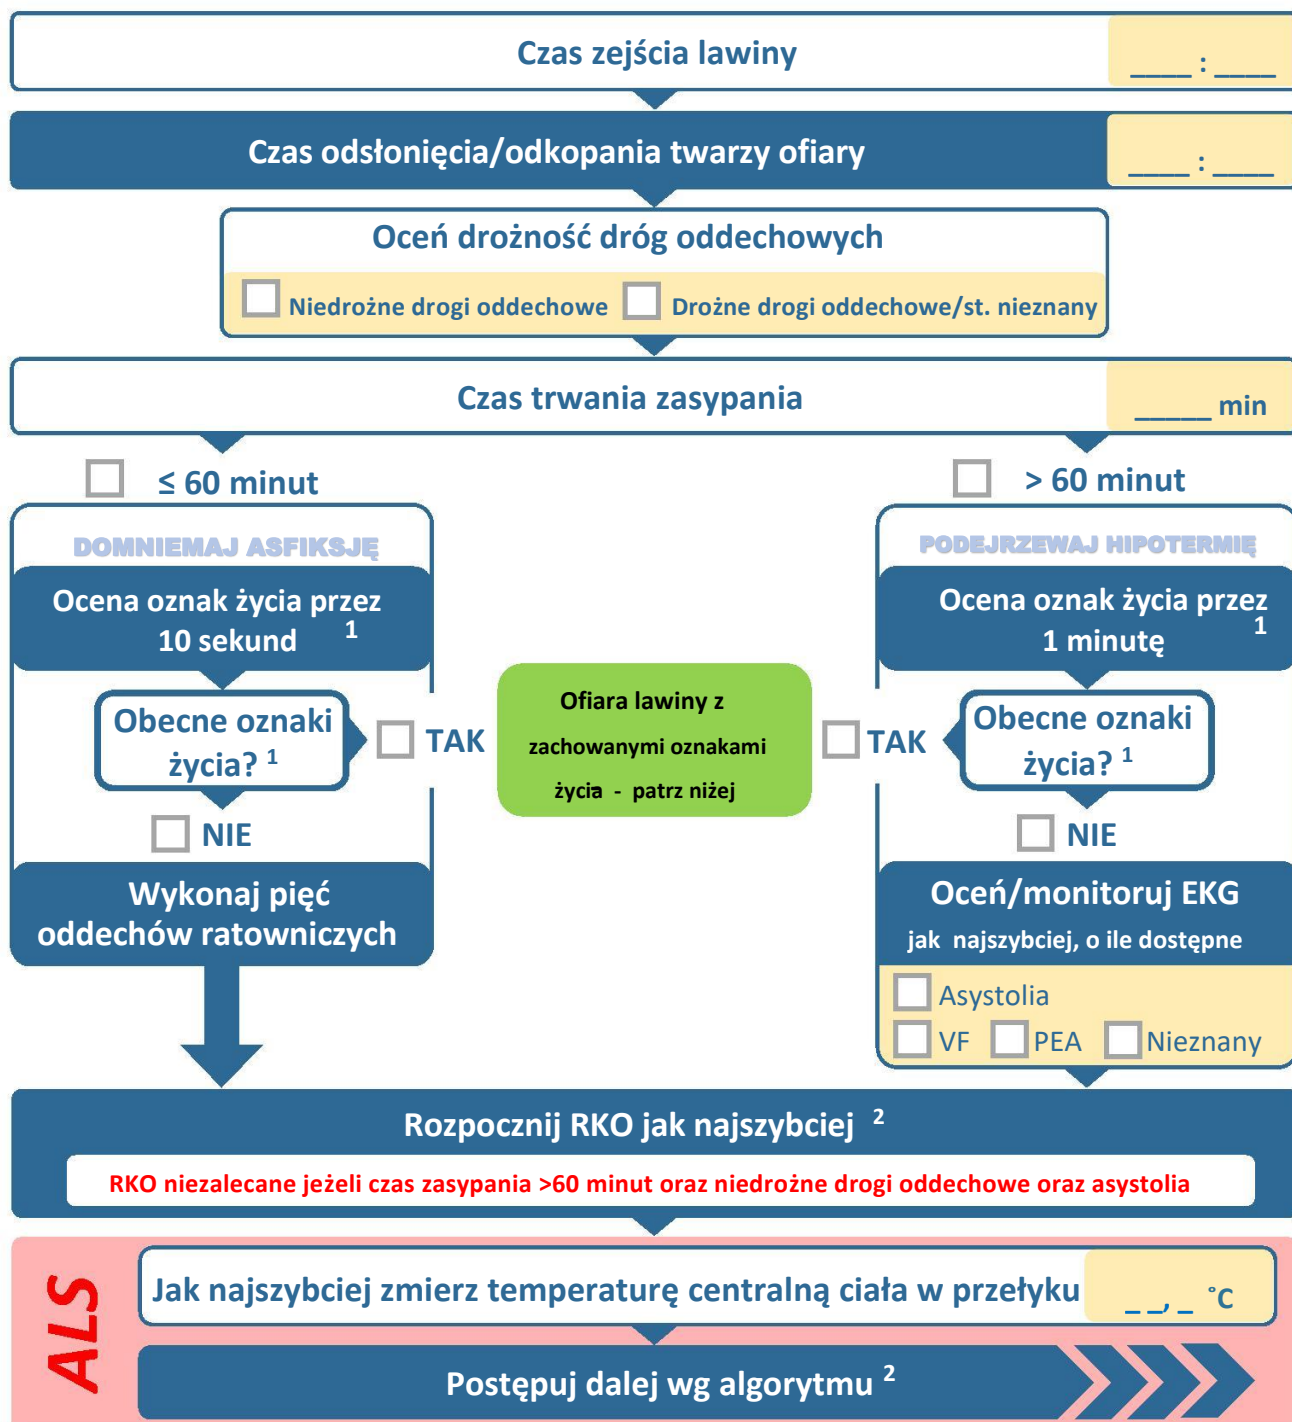 Czas zejścia lawiny
____ : ____
Czas odsłonięcia/odkopania twarzy ofiary
____ : ____
Oceń drożność dróg oddechowych
Niedrożne drogi oddechowe
Drożne drogi oddechowe/st. nieznany
Czas trwania zasypania
_____ min
≤ 60 minut
> 60 minut
DOMNIEMAJ ASFIKSJĘ
Ocena oznak życia przez
10 sekund 1
Obecne oznaki
życia? 1
TAK
NIE
Wykonaj pięć
oddechów ratowniczych
Ofiara lawiny z
zachowanymi oznakami
życia - patrz niżej
PODEJRZEWAJ HIPOTERMIĘ
Ocena oznak życia przez
1 minutę 1
Obecne oznaki
życia? 1
TAK
NIE
Oceń/monitoruj EKG
jak najszybciej, o ile dostępne
Asystolia
VF PEA Nieznany
Rozpocznij RKO jak najszybciej 2
RKO niezalecane jeżeli czas zasypania >60 minut oraz niedrożne drogi oddechowe oraz asystolia
ALS
Jak najszybciej zmierz temperaturę centralną ciała w przełyku
_ _, _ °C
Postępuj dalej wg algorytmu 2